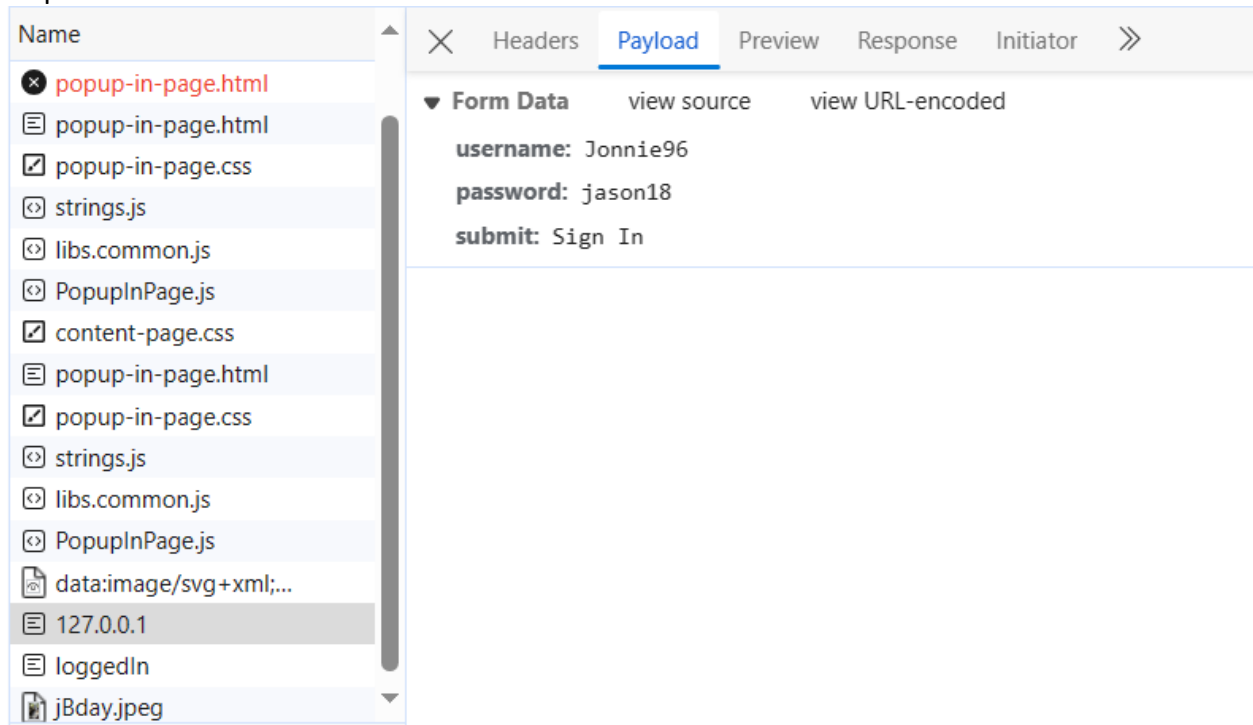 Name
popup-in-page.html
popup-in-page.html
popup-in-page.css
strings.js
libs.common.js
PopupInPage.js
content-page.css
popup-in-page.html
popup-in-page.css
strings.js
libs.common.js
PopupInPage.js
data:image/svg+xml;...
127.0.0.1
loggedIn
jBday.jpeg
Headers Payload Preview Response Initiator
Form Data view source view URL-encoded
username: Jonnie96
password: jason18
submit: Sign In